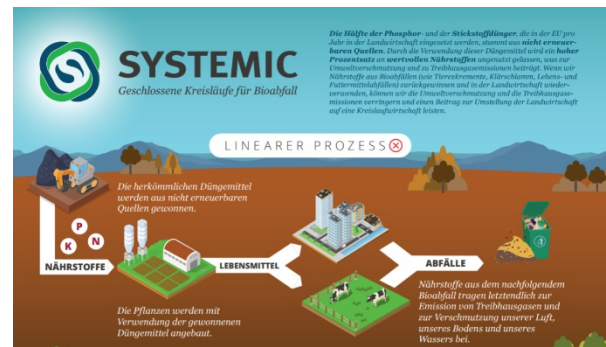 SYSTEMIC
Geschlossene Kreisläufe für Bioabfall
Die Hälfte der Phosphor- und der Stickstoffdünger, die in der EU pro
Jahr in der Landwirtschaft eingesetzt werden, stammt aus nicht erneuer-
baren Quellen. Durch die Verwendung dieser Düngemittel wird ein hoher
Prozentsatz an wertvollen Nährstoffen ungenutzt gelassen, was zur
Umweltverschmutzung und zu Treibhausgasemissionen beiträgt. Wenn wir
Nährstoffe aus Bioabfällen (wie Tierexkremente, Klärschlamm, Lebens- und
Futtermittelabfällen) zurückgewinnen und in der Landwirtschaft wieder-
verwenden, können wir die Umweltverschmutzung und die Treibhausgase-
missionen verringern und einen Beitrag zur Umstellung der Landwirtschaft
auf eine Kreislaufwirtschaft leisten.
LINEARER PROZESS
Die herkömmlichen Düngemittel
werden aus nicht erneuerbaren
Quellen gewonnen.
P
K
N
NÄHRSTOFFE
LEBENSMITTEL
ABFÄLLE
Die Pflanzen werden mit
Verwendung der gewonnenen
Düngemittel angebaut.
Nährstoffe aus dem nachfolgendem
Bioabfall tragen letztendlich zur
Emission von Treibhausgasen und
zur Verschmutzung unserer Luft,
unseres Bodens und unseres
Wassers bei.